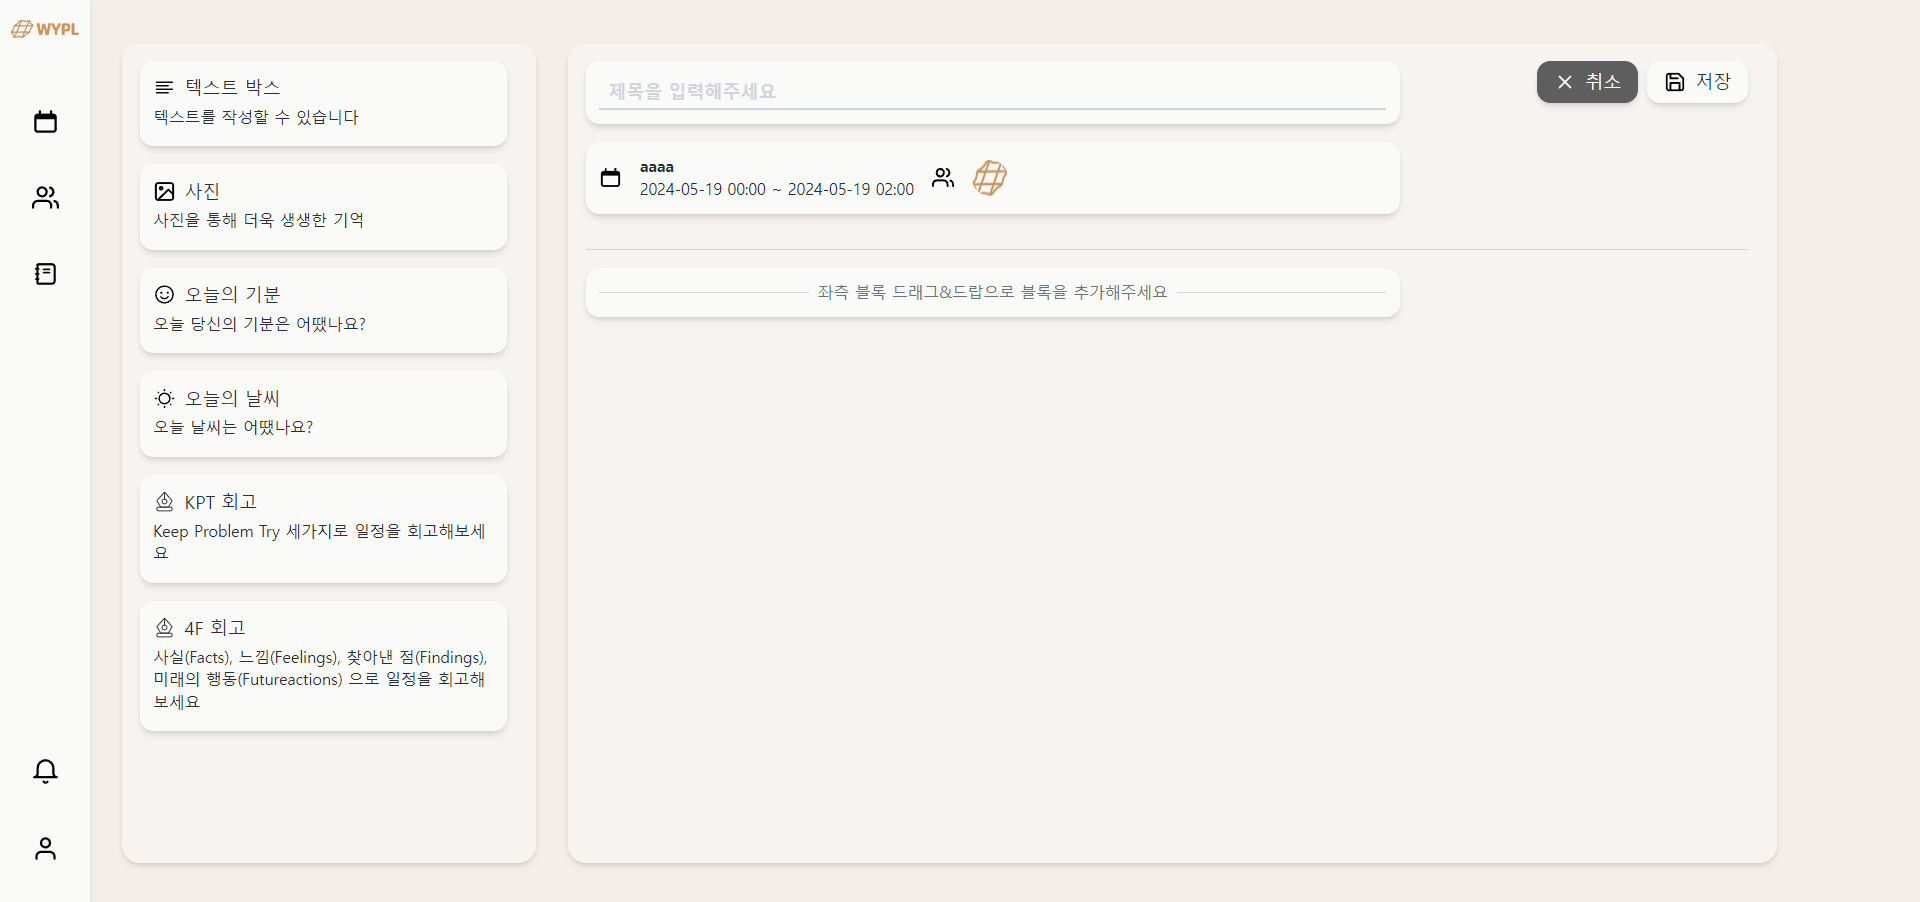 WYPL
텍스트 박스
텍스트를 작성할 수 있습니다
사진
사진을 통해 더욱 생생한 기억
오늘의 기분
오늘 당신의 기분은 어땠나요?
오늘의 날씨
오늘 날씨는 어땠나요?
KPT 회고
Keep Problem Try 세가지로 일정을 회고해보세
요
4F 회고
사실(Facts), 느낌(Feelings), 찾아낸 점(Findings),
미래의 행동(Futureactions) 으로 일정을 회고해
보세요
제목을 입력해주세요
취소
저장
aaaa
2024-05-19 00:00 ~ 2024-05-19 02:00
좌측 블록 드래그&드랍으로 블록을 추가해주세요